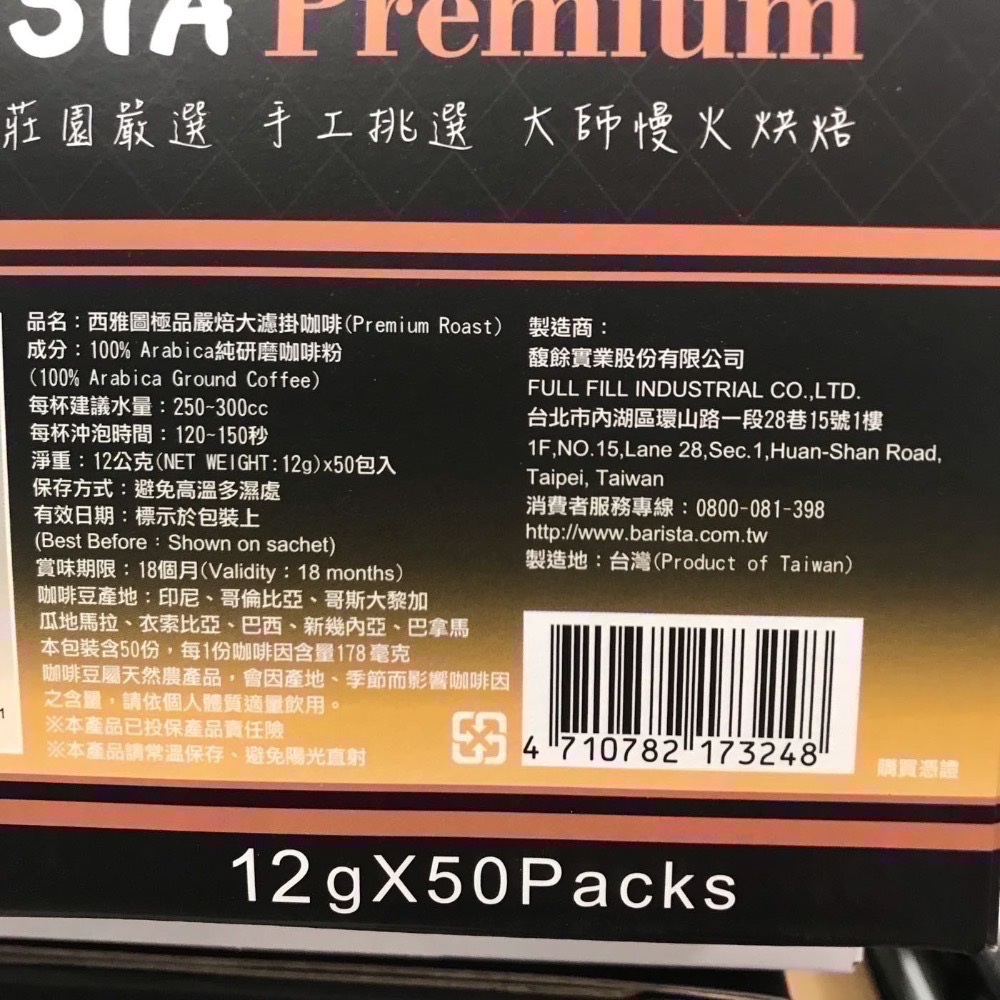 STA Premium
莊園嚴選 手工挑選 大師慢火烘焙
品名：西雅圖極品嚴焙大濾掛咖啡(Premium Roast)
成分：100% Arabica純研磨咖啡粉
(100% Arabica Ground Coffee)
每杯建議水量：250~300cc
每杯沖泡時間：120~150秒
淨重：12公克(NET WEIGHT:12g)x50包入
保存方式：避免高溫多濕處
有效日期：標示於包裝上
(Best Before：Shown on sachet)
賞味期限：18個月(Validity：18 months)
咖啡豆產地：印尼、哥倫比亞、哥斯大黎加
瓜地馬拉、衣索比亞、巴西、新幾內亞、巴拿馬
本包裝含50份，每1份咖啡因含量178毫克
咖啡豆屬天然農產品，會因產地、季節而影響咖啡因
之含量，請依個人體質適量飲用。
※本產品已投保產品責任險
※本產品請常溫保存、避免陽光直射
製造商：
馥餘實業股份有限公司
FULL FILL INDUSTRIAL CO.,LTD.
台北市內湖區環山路一段28巷15號1樓
1F,NO.15,Lane 28,Sec.1,Huan-Shan Road,
Taipei, Taiwan
消費者服務專線：0800-081-398
http://www.barista.com.tw
製造地：台灣(Product of Taiwan)
4 710782 173248
購買憑證
12gX50Packs